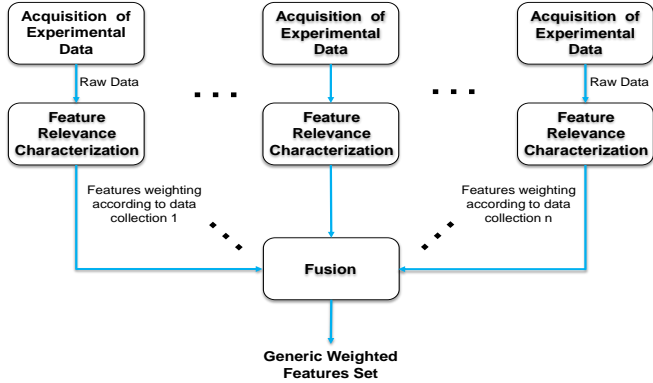 Acquisition of
Experimental
Data
Acquisition of
Experimental
Data
Acquisition of
Experimental
Data
Raw Data
Raw Data
Feature
Relevance
Characterization
Feature
Relevance
Characterization
Feature
Relevance
Characterization
Features weighting
according to data
collection 1
Features weighting
according to data
collection n
Fusion
Generic Weighted
Features Set